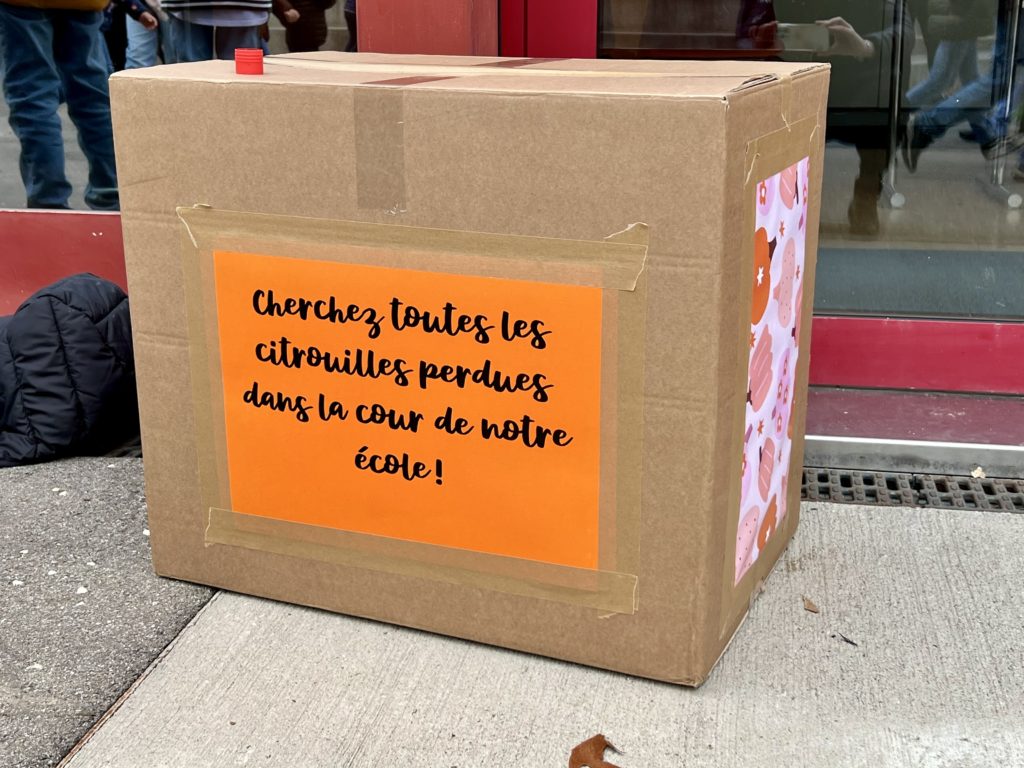 Cherchez toutes les
citrouilles perdues
dans la cour de notre
école !